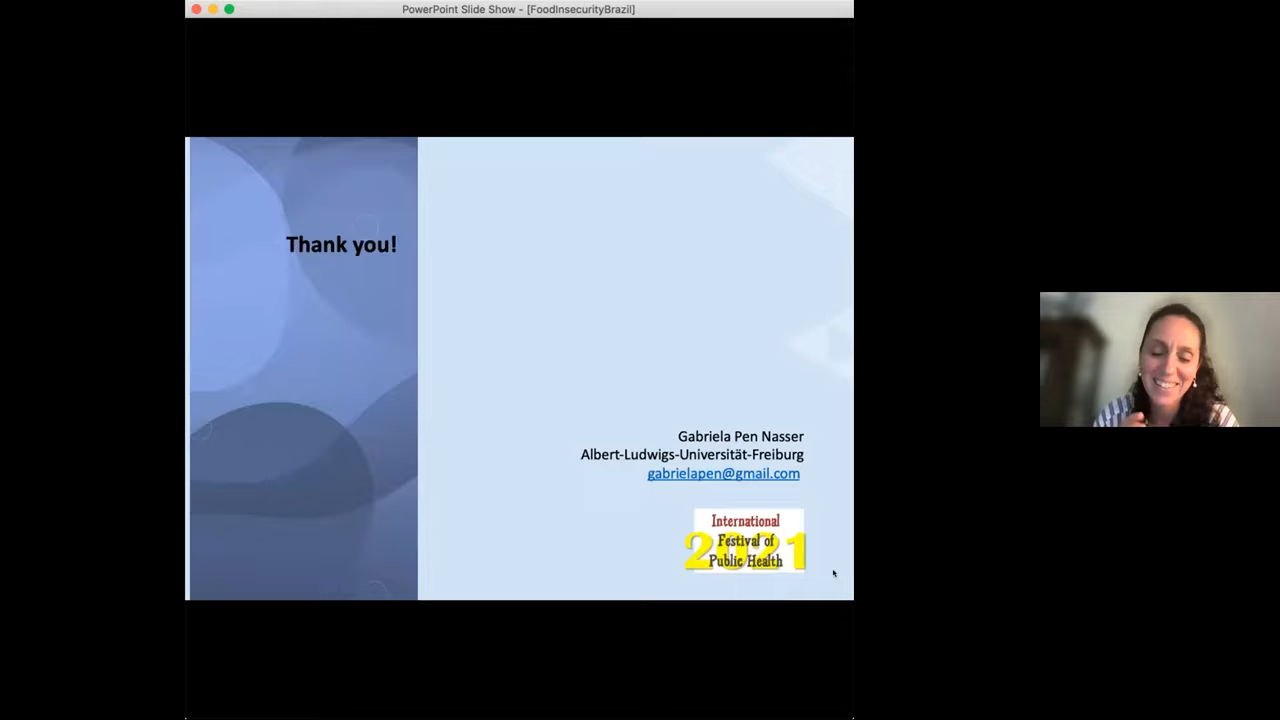 PowerPoint Slide Show - [FoodInsecurityBrazil]
Thank you!
Gabriela Pen Nasser
Albert-Ludwigs-Universität-Freiburg
gabrielapen@gmail.com
International
Festival of
2021
Public Health